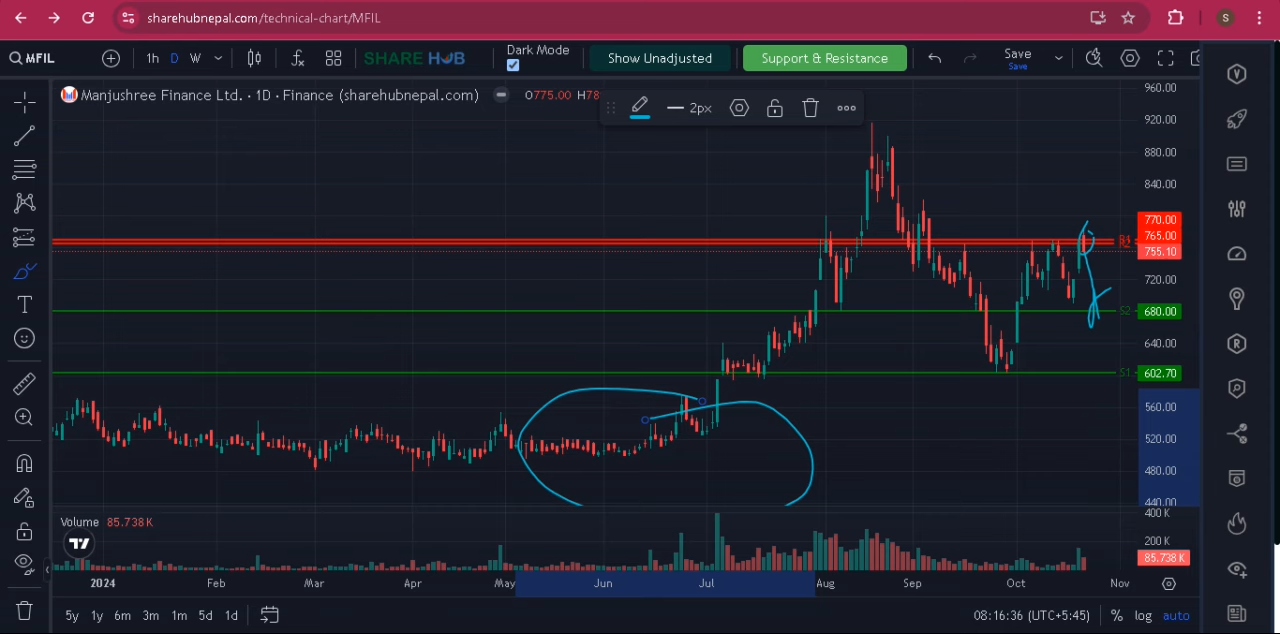 sharehubnepal.com/technical-chart/MFIL
S
MFIL 1h D W SHARE HUB Dark Mode Show Unadjusted Support & Resistance Save
Save
Manjushree Finance Ltd. · 1D · Finance (sharehubnepal.com) O775.00 H78
2px
960.00
920.00
880.00
840.00
770.00
765.00
755.10
720.00
S2 680.00
640.00
S1 602.70
560.00
520.00
480.00
440.00
Volume 85.738 K
400 K
200 K
85.738 K
2024 Feb Mar Apr May Jun Jul Aug Sep Oct Nov
5y 1y 6m 3m 1m 5d 1d 08:16:36 (UTC+5:45) % log auto